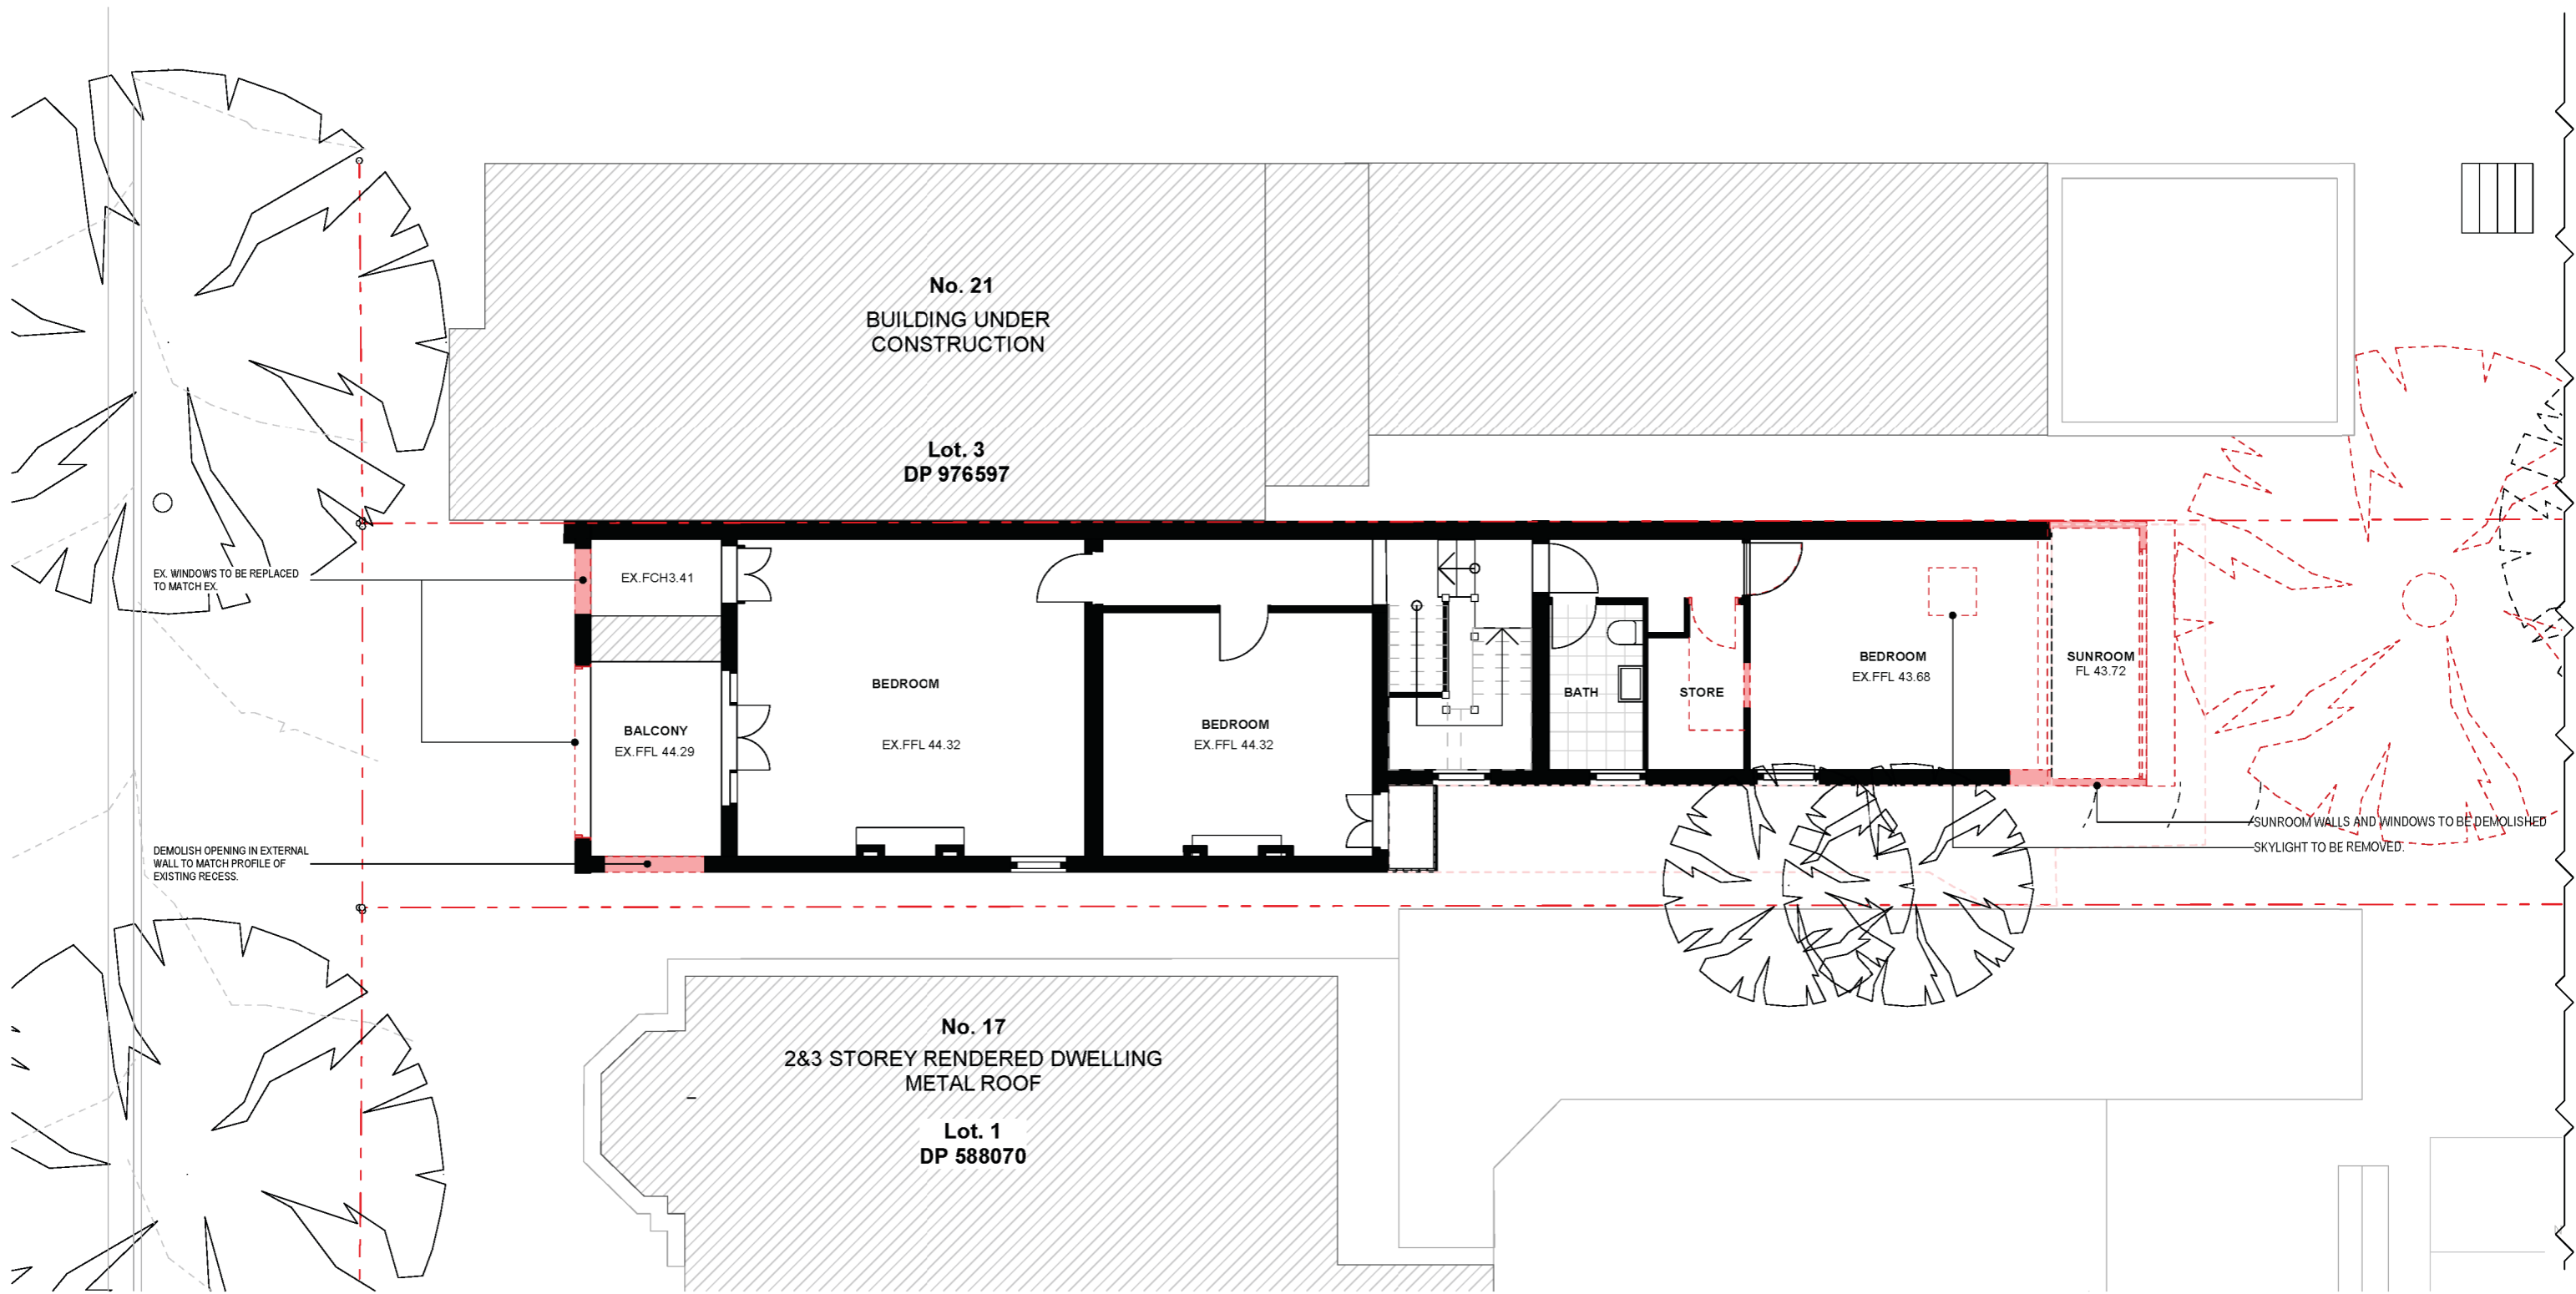 No. 21
BUILDING UNDER
CONSTRUCTION
Lot. 3
DP 976597
EX. WINDOWS TO BE REPLACED
TO MATCH EX.
EX.FCH3.41
BEDROOM
EX.FFL 44.32
BALCONY
EX.FFL 44.29
BEDROOM
EX.FFL 44.32
BATH
STORE
BEDROOM
EX.FFL 43.68
SUNROOM
FL 43.72
DEMOLISH OPENING IN EXTERNAL
WALL TO MATCH PROFILE OF
EXISTING RECESS.
SUNROOM WALLS AND WINDOWS TO BE DEMOLISHED
SKYLIGHT TO BE REMOVED.
No. 17
2&3 STOREY RENDERED DWELLING
METAL ROOF
Lot. 1
DP 588070